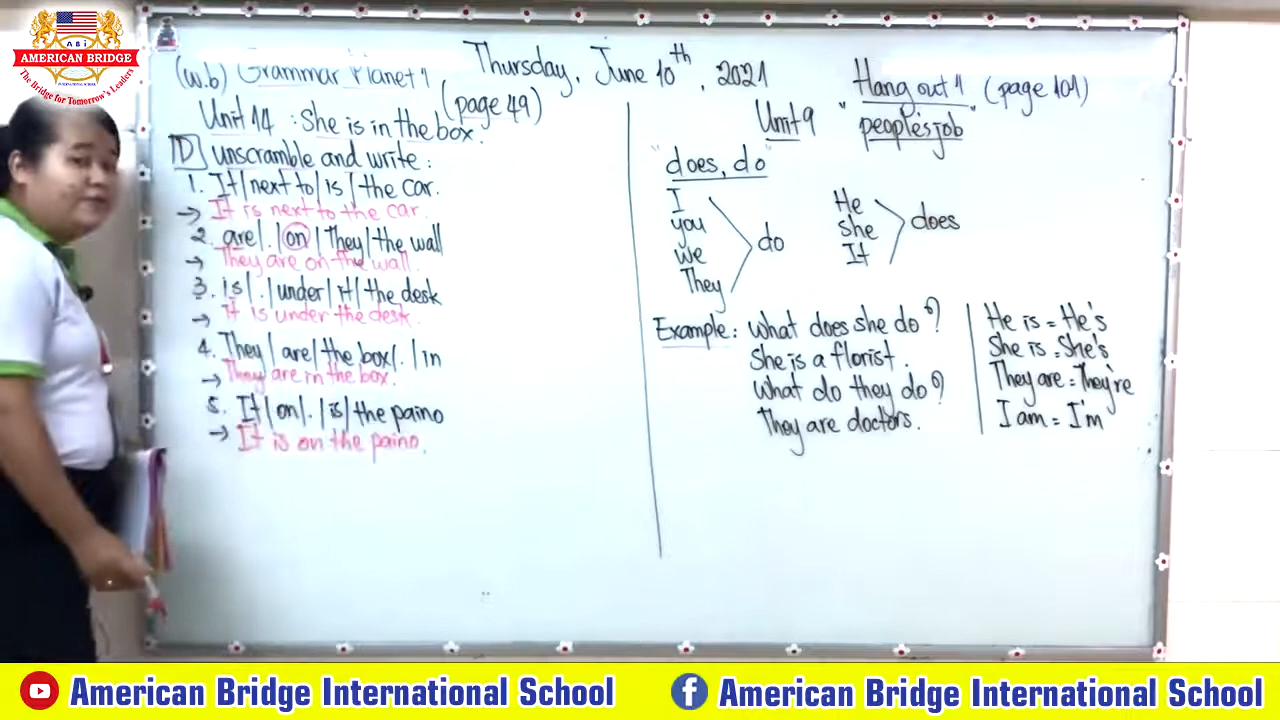 ABi
AMERICAN BRIDGE
INTERNATIONAL SCHOOL
The Bridge for Tomorrow's Leaders
Thursday, June 10th, 2021
(w.b) Grammar Planet 1
(page 49)
Unit 14 : She is in the box.
D unscramble and write :
1. It / next to / is / the car.
→ It is next to the car.
2. are / . / on / They / the wall
→ They are on the wall.
3. is / . / under / it / the desk
→ It is under the desk.
4. They / are / the box / . / in
→ They are in the box.
5. It / on / . / is / the paino
→ It is on the paino.
Hang out 1 (page 101)
Unit 9 "people's job"
"does, do"
I
you
we
They
do
He
She
It
does
Example : What does she do?
She is a florist.
What do they do?
They are doctors.
He is = He's
She is = She's
They are = They're
I am = I'm
American Bridge International School
f American Bridge International School